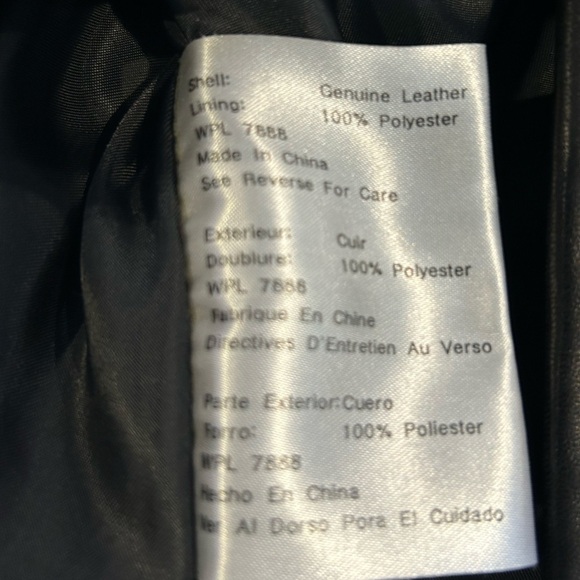 Shell: Genuine Leather
Lining: 100% Polyester
WPL 7888
Made In China
See Reverse For Care
Exterieur: Cuir
Doublure: 100% Polyester
WPL 7888
Fabrique En Chine
Directives D'Entretien Au Verso
Parte Exterior: Cuero
Forro: 100% Poliester
WPL 7888
Hecho En China
Ver Al Dorso Pora El Cuidado